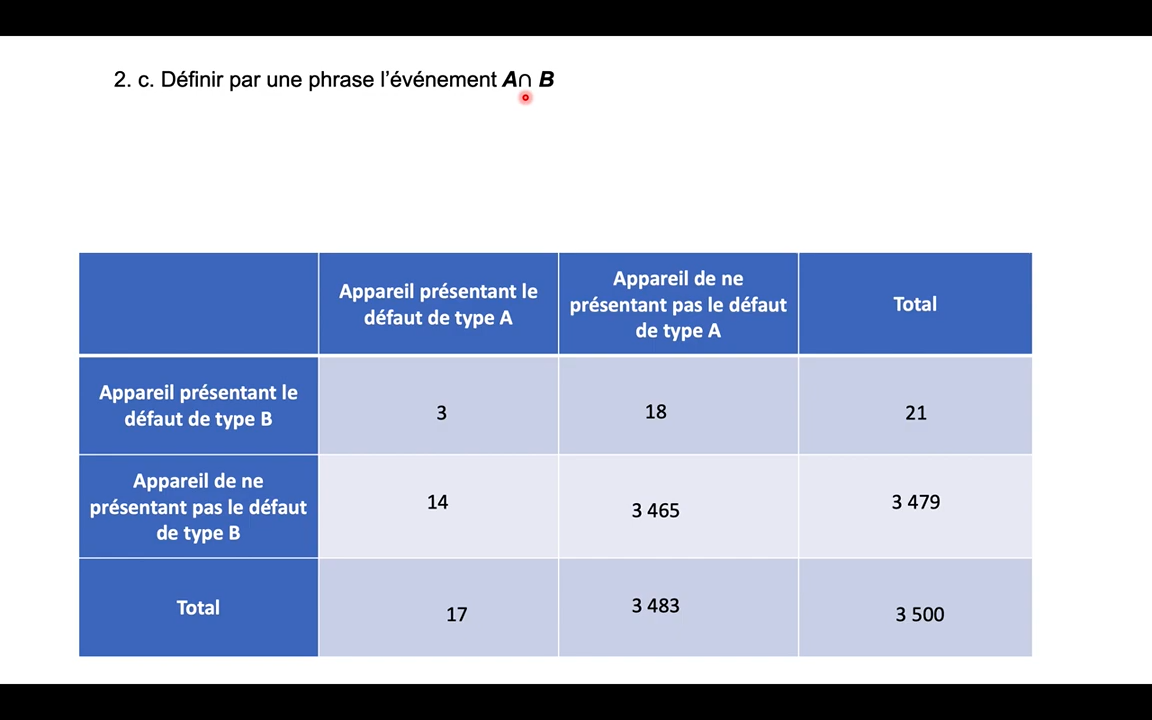 2. c. Définir par une phrase l’événement A∩ B
Appareil présentant le
défaut de type A
Appareil de ne
présentant pas le défaut
de type A
Total
Appareil présentant le
défaut de type B
3
18
21
Appareil de ne
présentant pas le défaut
de type B
14
3 465
3 479
Total
17
3 483
3 500